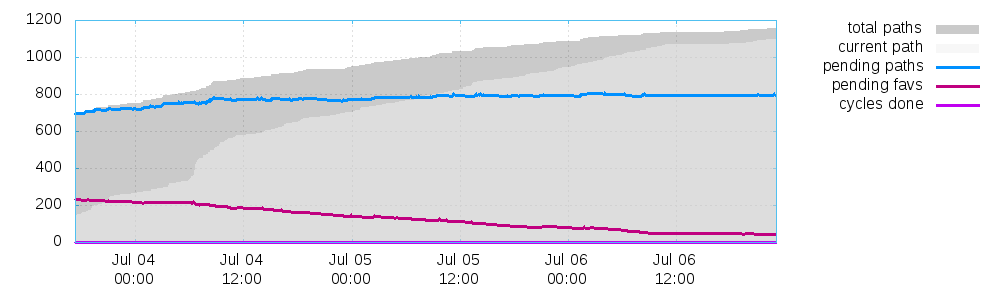 1200
1000
800
600
400
200
0
Jul 04
00:00
Jul 04
12:00
Jul 05
00:00
Jul 05
12:00
Jul 06
00:00
Jul 06
12:00
total paths
current path
pending paths
pending favs
cycles done